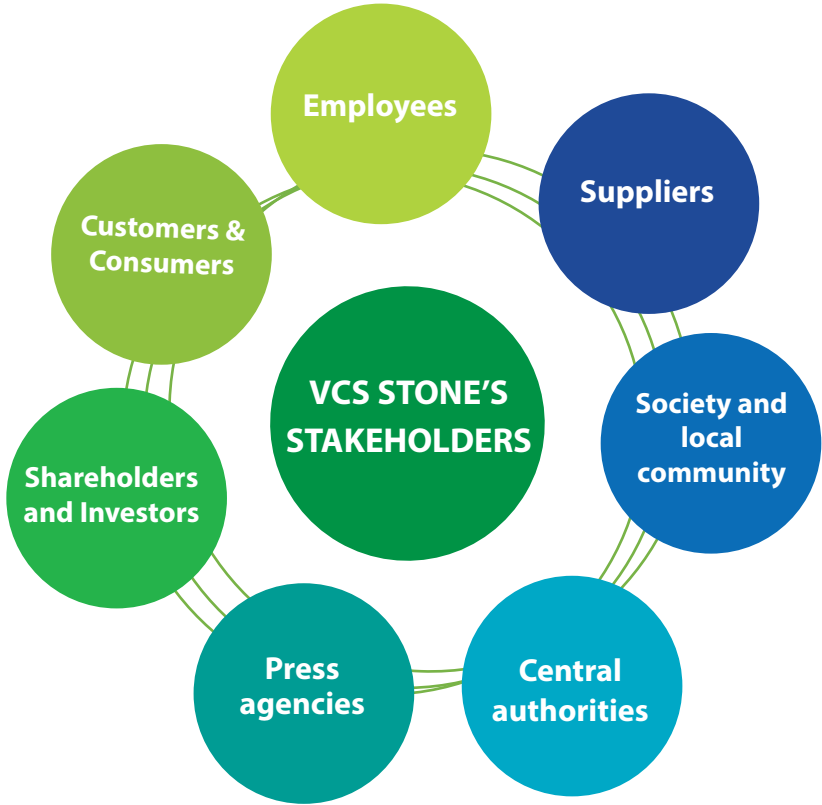 Employees
Suppliers
Customers &
Consumers
VCS STONE’S
STAKEHOLDERS
Society and
local
community
Shareholders
and Investors
Press
agencies
Central
authorities